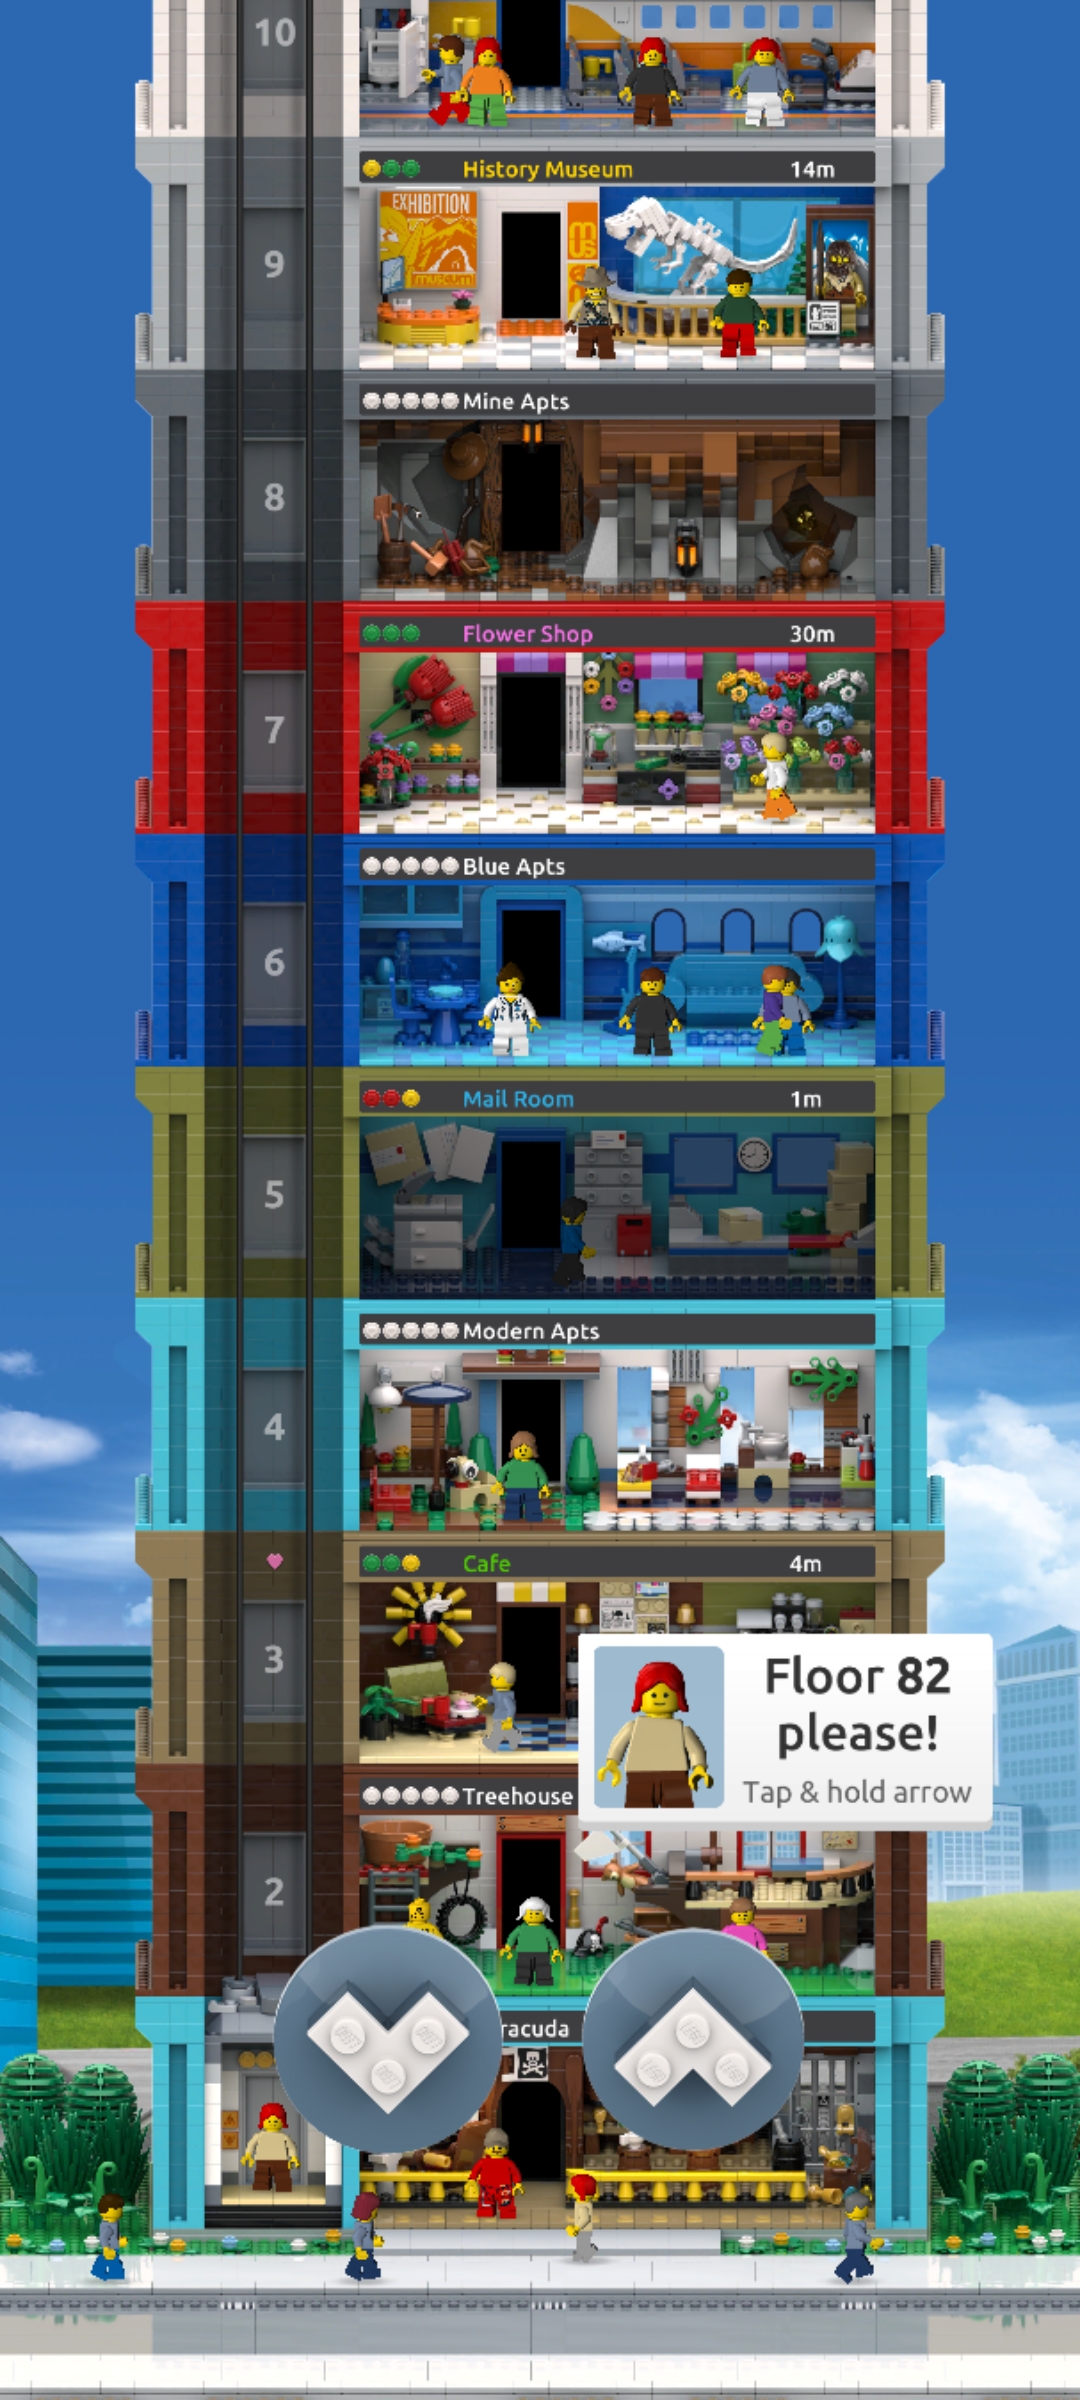 10
History Museum 14m
EXHIBITION
museum
9
Mine Apts
8
Flower Shop 30m
7
Blue Apts
6
Mail Room 1m
5
Modern Apts
4
Cafe 4m
3
Floor 82
please!
Tap & hold arrow
Treehouse
2
racuda